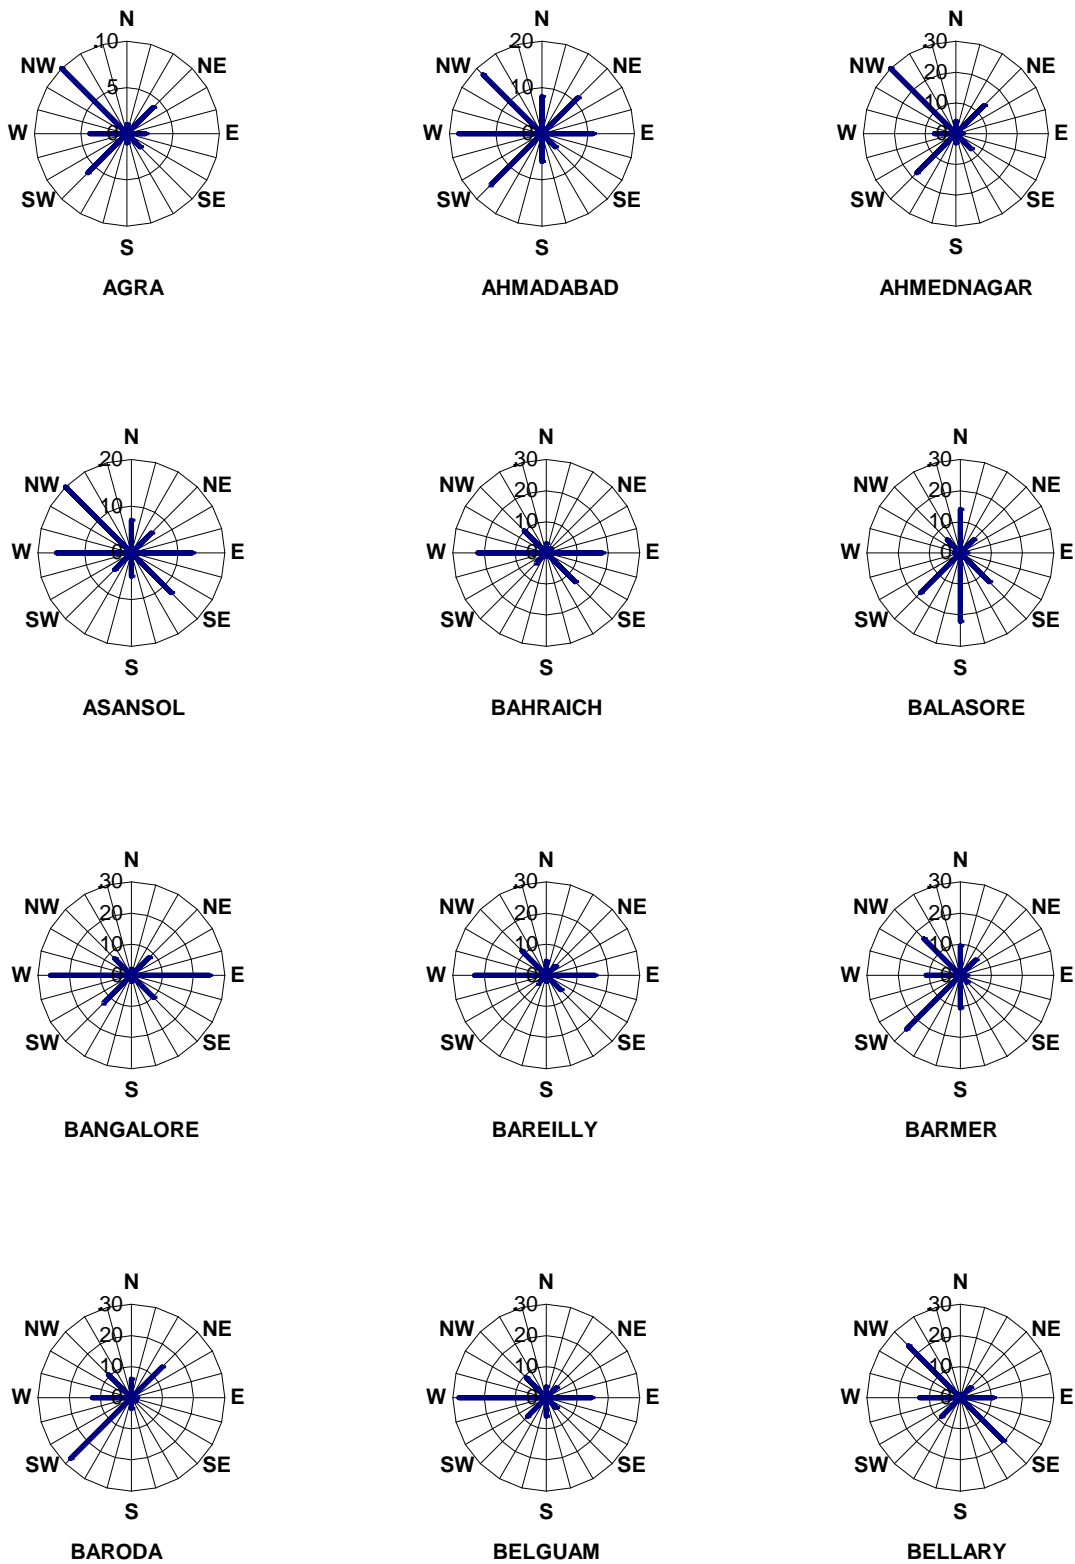 N N N
10 20 30
NW NE NW NE NW 20 NE
5 10 10
W 0 E W 0 E W 0 E
SW SE SW SE SW SE
S S S
AGRA AHMADABAD AHMEDNAGAR
N N N
20 30 30
NW NE NW 20 NE NW 20 NE
10 10 10
W 0 E W 0 E W 0 E
SW SE SW SE SW SE
S S S
ASANSOL BAHRAICH BALASORE
N N N
30 30 30
NW 20 NE NW 20 NE NW 20 NE
10 10 10
W 0 E W 0 E W 0 E
SW SE SW SE SW SE
S S S
BANGALORE BAREILLY BARMER
N N N
30 30 30
NW 20 NE NW 20 NE NW 20 NE
10 10 10
W 0 E W 0 E W 0 E
SW SE SW SE SW SE
S S S
BARODA BELGUAM BELLARY